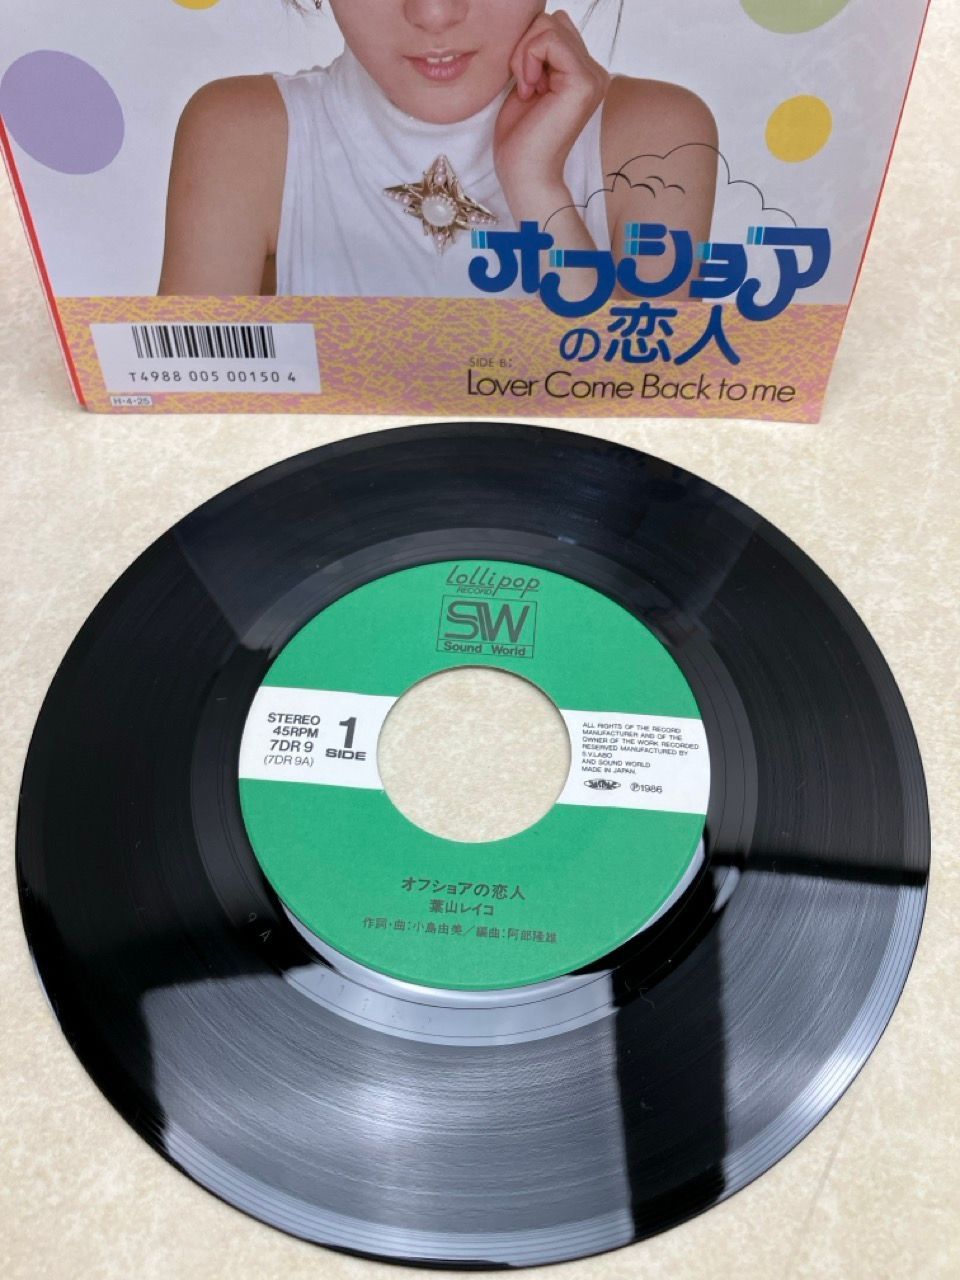 オフショア
の恋人
SIDE B:
Lover Come Back to me
T4988 005 00150 4
H·4·25
Lollipop
RECORD
SW
Sound World
STEREO
45RPM
7DR 9
(7DR 9A)
1
SIDE
ALL RIGHTS OF THE RECORD
MANUFACTURER AND OF THE
OWNER OF THE WORK RECORDED
RESERVED MANUFACTURED BY
S.V.LABO
AND SOUND WORLD
MADE IN JAPAN.
Ⓟ1986
オフショアの恋人
葉山レイコ
作詞・曲:小島由美/編曲:阿部隆雄